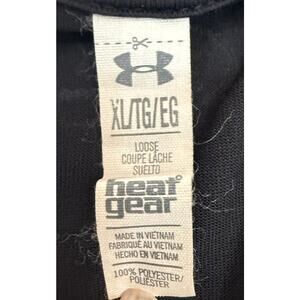 XL/TG/EG
LOOSE
COUPE LÂCHE
SUELTO
heat
gear
MADE IN VIETNAM
FABRIQUÉ AU VIETNAM
HECHO EN VIETNAM
100% POLYESTER/
POLIÉSTER